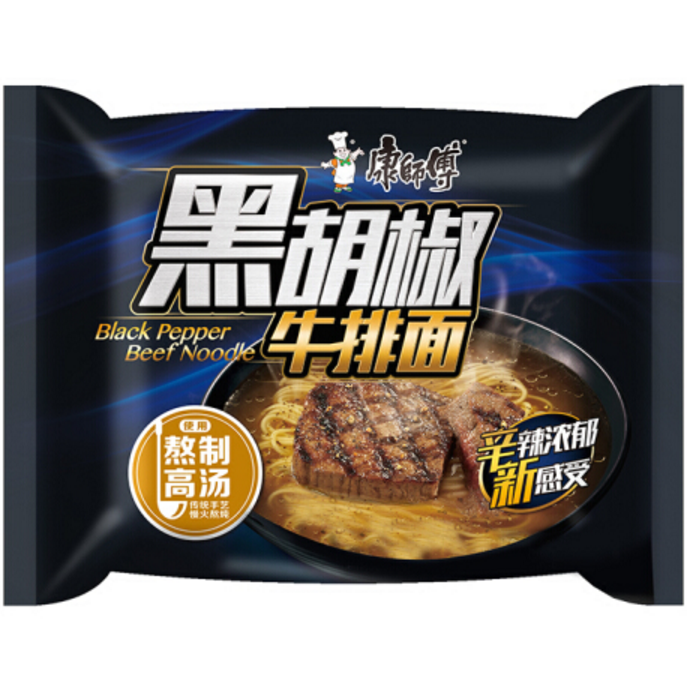 康師傅
黑胡椒
Black Pepper
Beef Noodle
牛排面
使用
熬制
高汤
传统手艺
慢火熬炖
辛辣浓郁
新感受